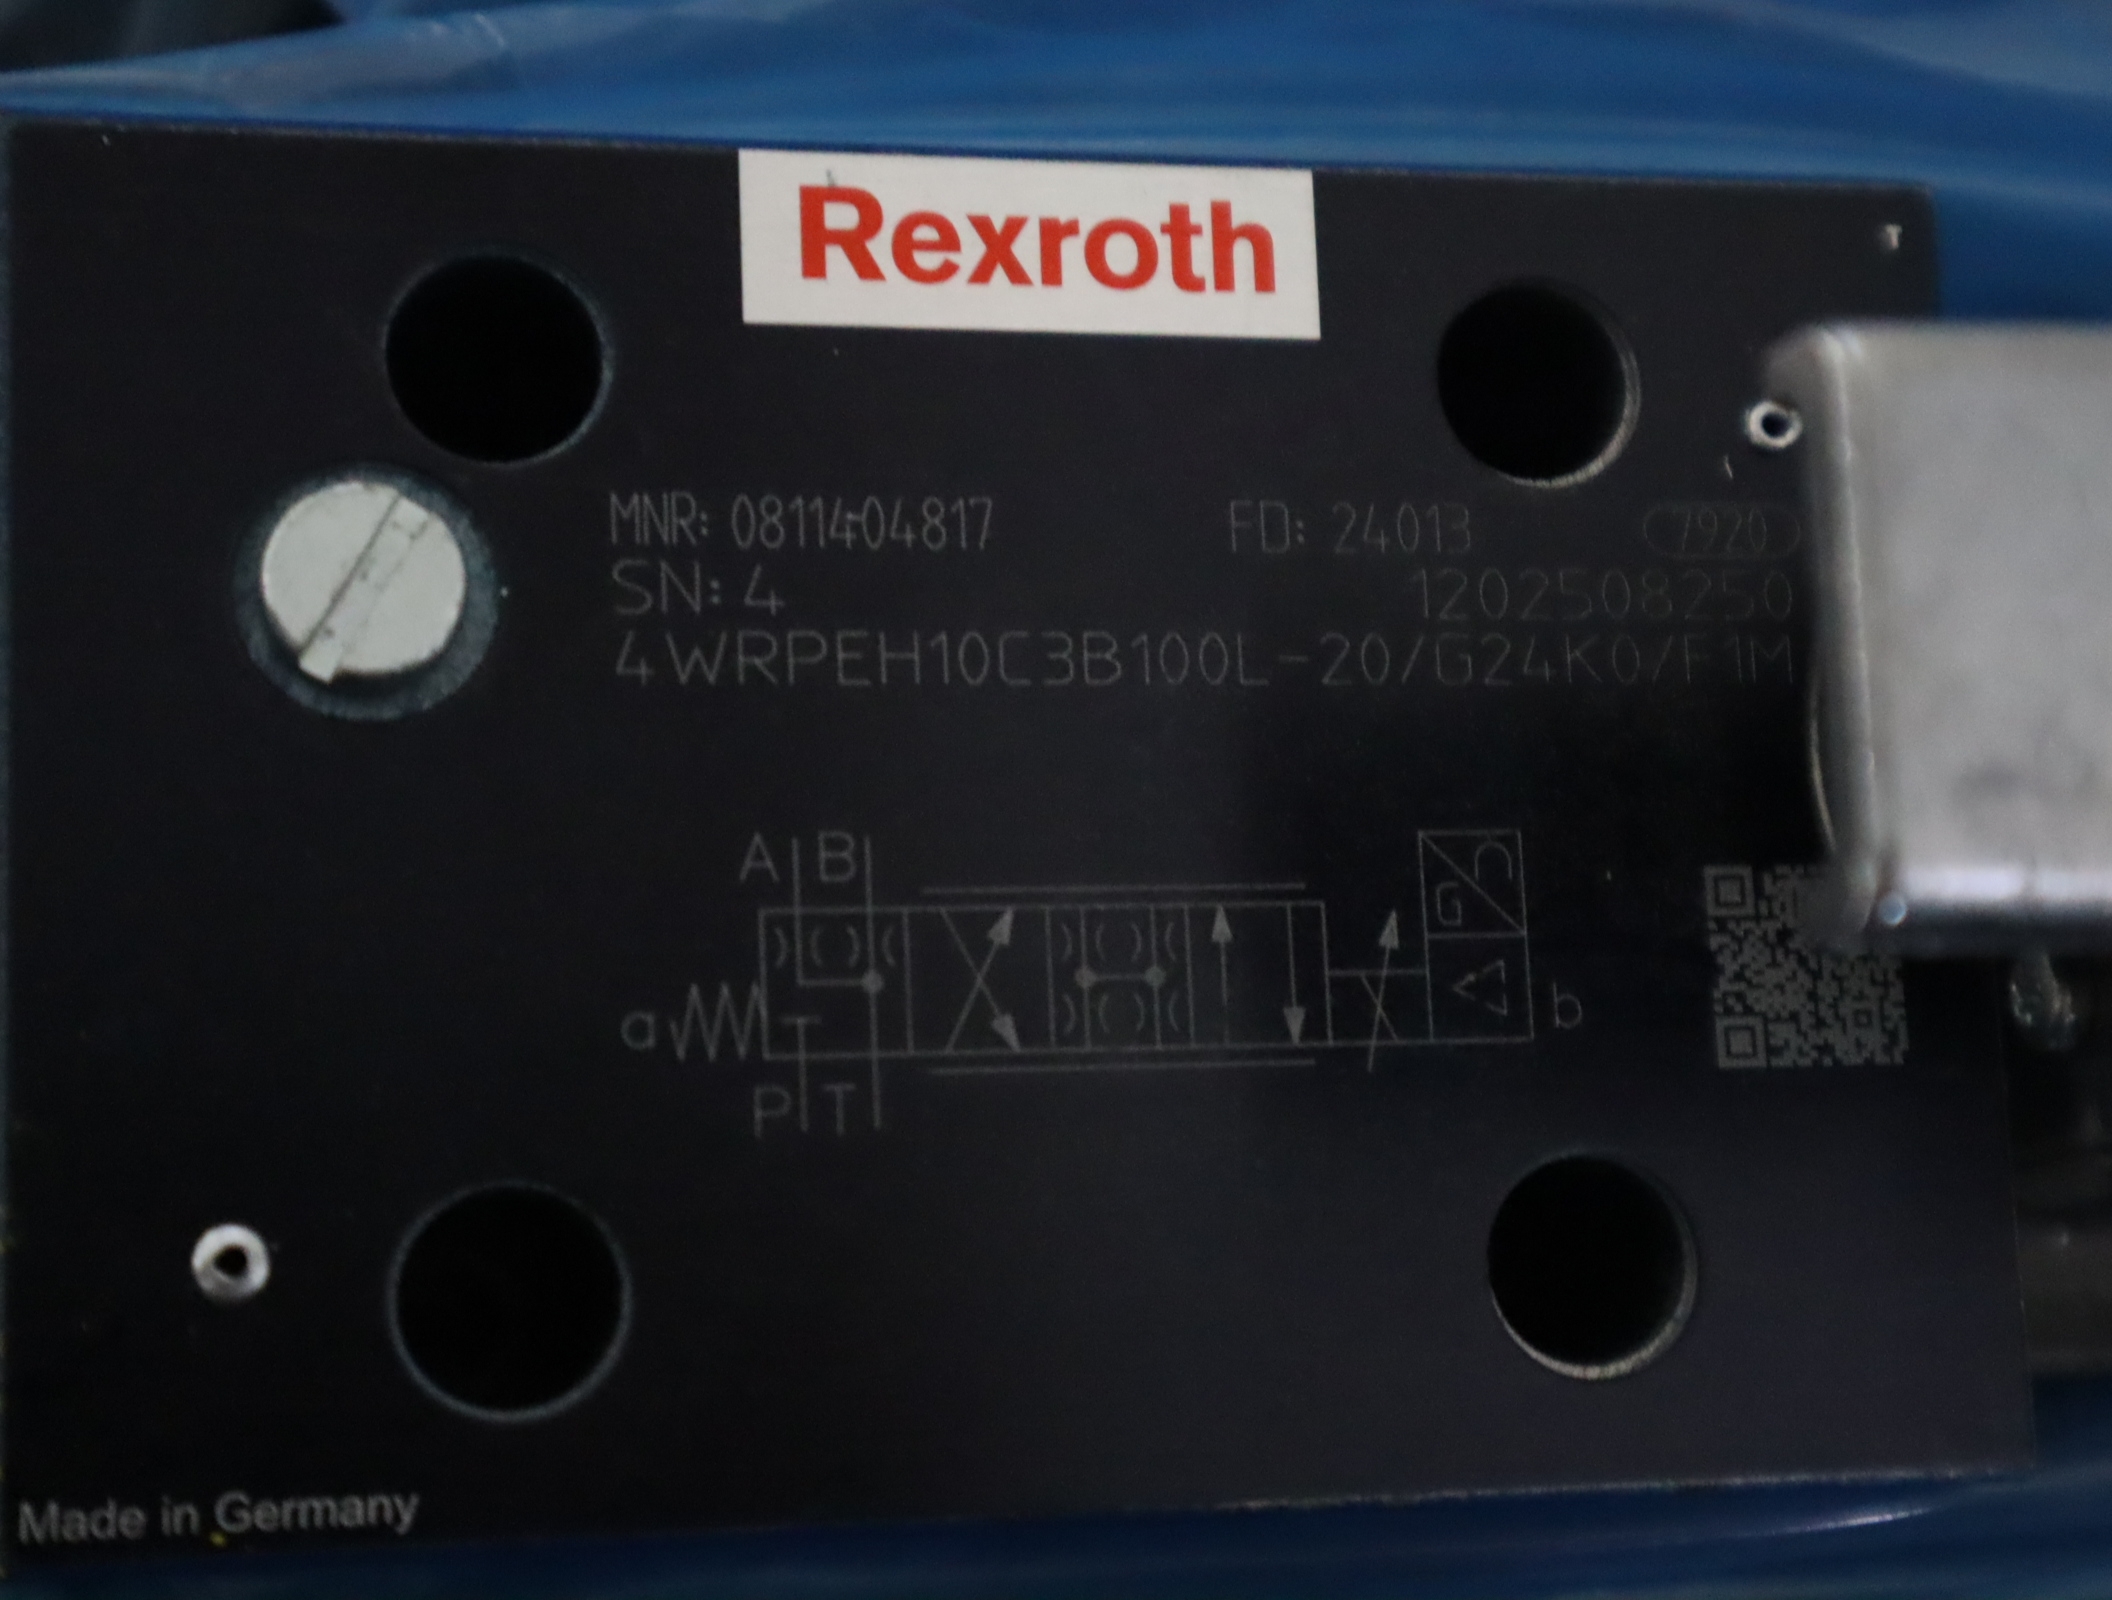 Rexroth
MNR: 0811404817 FD: 24013 7920
SN: 4 1202508250
4WRPEH10C3B100L-20/G24K0/F1M
A B
G
a b
P T
Made in Germany
T